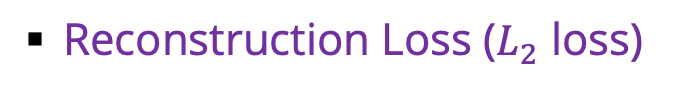 ▪ Reconstruction Loss (L₂ loss)